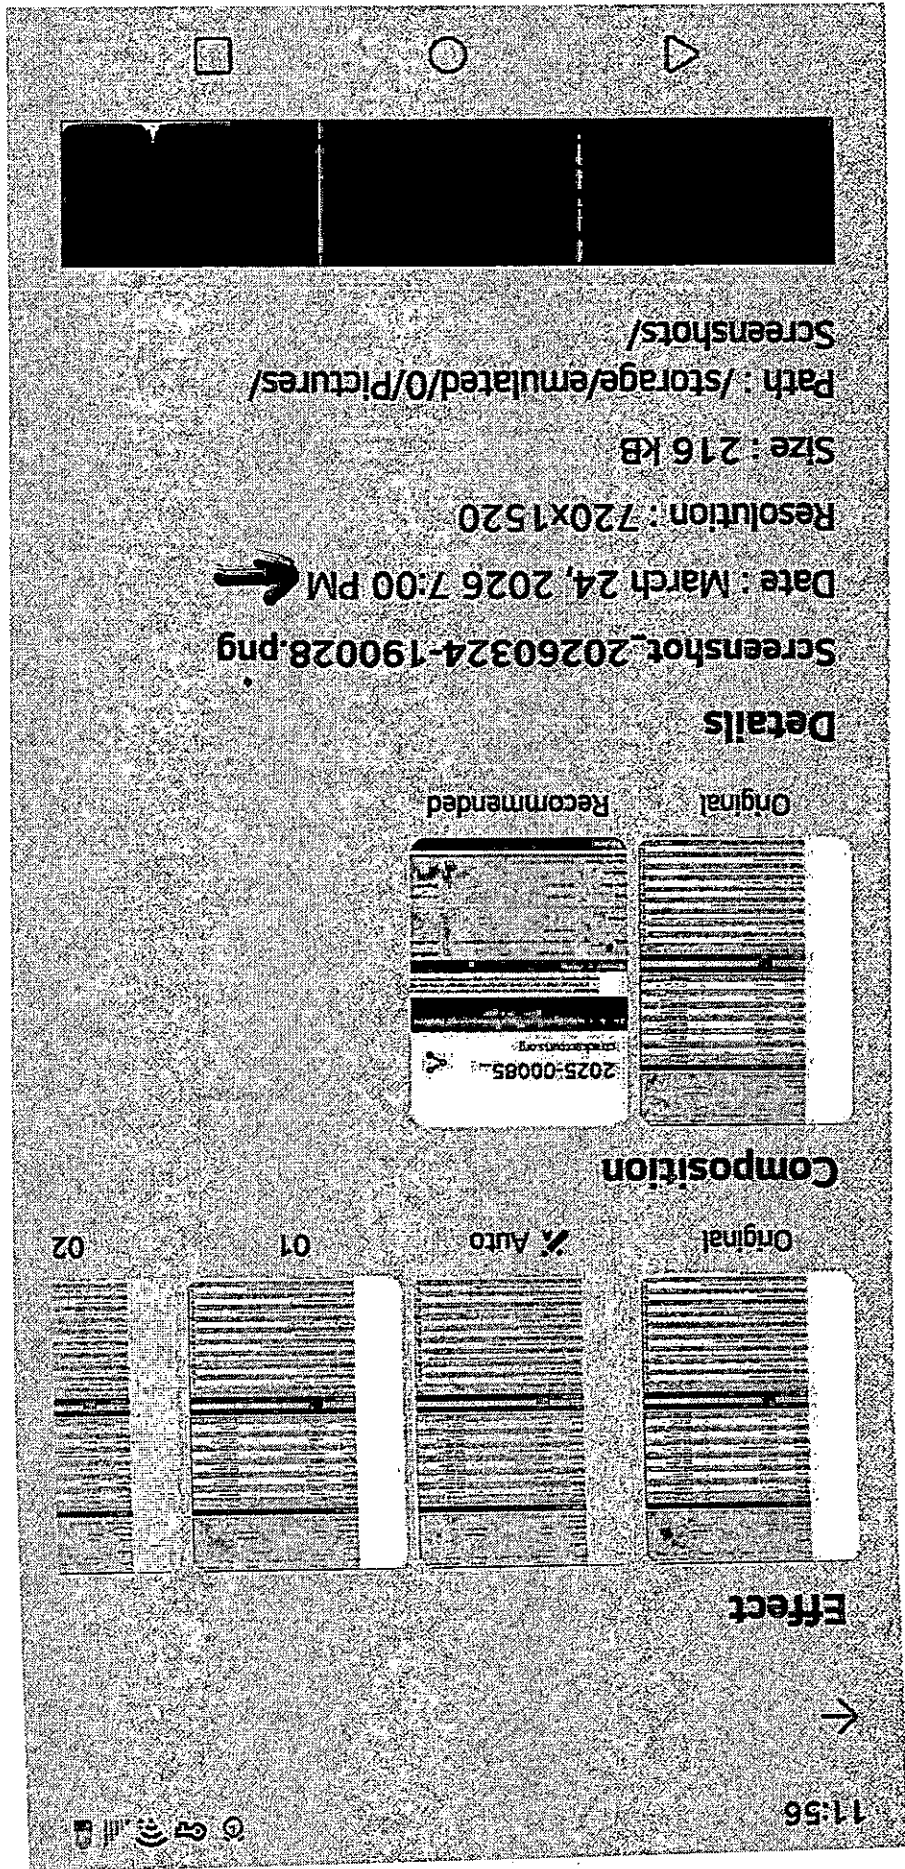 11:56
Effect
Original
Auto
01
02
Composition
2025-00085...
Original
Recommended
Details
Screenshot_20260324-190028.png
Date : March 24, 2026 7:00 PM
Resolution : 720x1520
Size : 216 kB
Path : /storage/emulated/0/Pictures/
Screenshots/